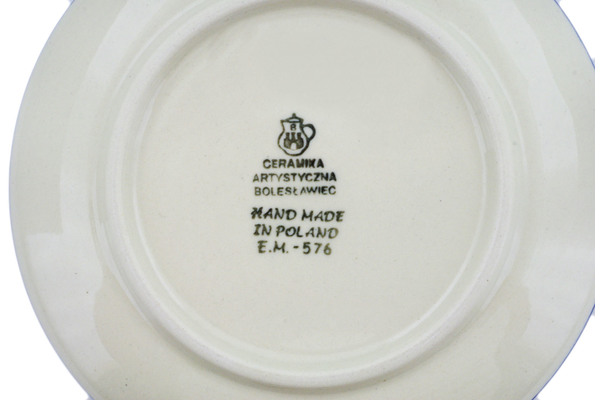 CERAMIKA
ARTYSTYCZNA
BOLESŁAWIEC
HAND MADE
IN POLAND
E.M. - 576